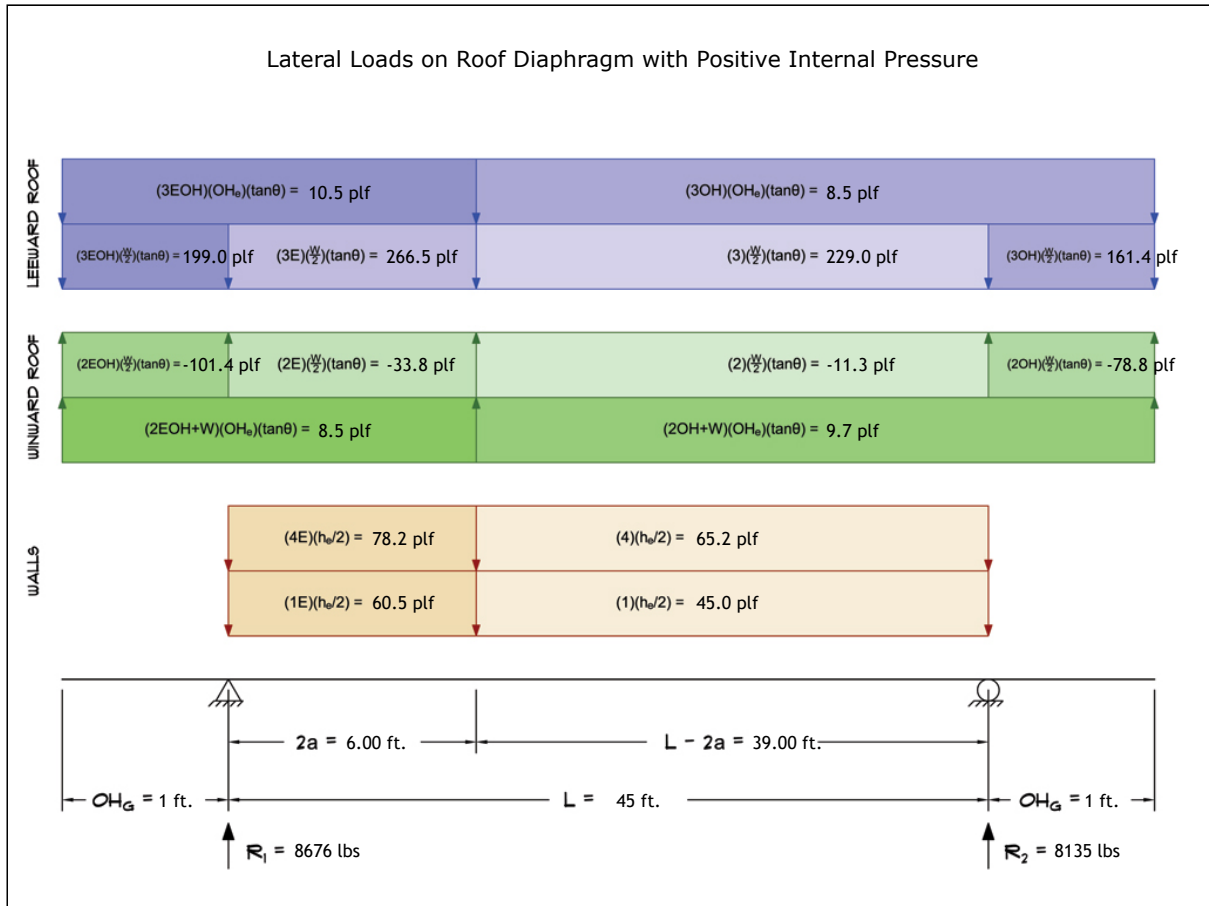 Lateral Loads on Roof Diaphragm with Positive Internal Pressure
LEEWARD ROOF
(3EOH)(OHₑ)(tanθ) = 10.5 plf
(3OH)(OHₑ)(tanθ) = 8.5 plf
(3EOH)(W/2)(tanθ) = 199.0 plf
(3E)(W/2)(tanθ) = 266.5 plf
(3)(W/2)(tanθ) = 229.0 plf
(3OH)(W/2)(tanθ) = 161.4 plf
WINWARD ROOF
(2EOH)(W/2)(tanθ) = -101.4 plf
(2E)(W/2)(tanθ) = -33.8 plf
(2)(W/2)(tanθ) = -11.3 plf
(2OH)(W/2)(tanθ) = -78.8 plf
(2EOH+W)(OHₑ)(tanθ) = 8.5 plf
(2OH+W)(OHₑ)(tanθ) = 9.7 plf
WALLS
(4E)(hₑ/2) = 78.2 plf
(4)(hₑ/2) = 65.2 plf
(1E)(hₑ/2) = 60.5 plf
(1)(hₑ/2) = 45.0 plf
2a = 6.00 ft.
L - 2a = 39.00 ft.
OH_G = 1 ft.
L = 45 ft.
OH_G = 1 ft.
R₁ = 8676 lbs
R₂ = 8135 lbs